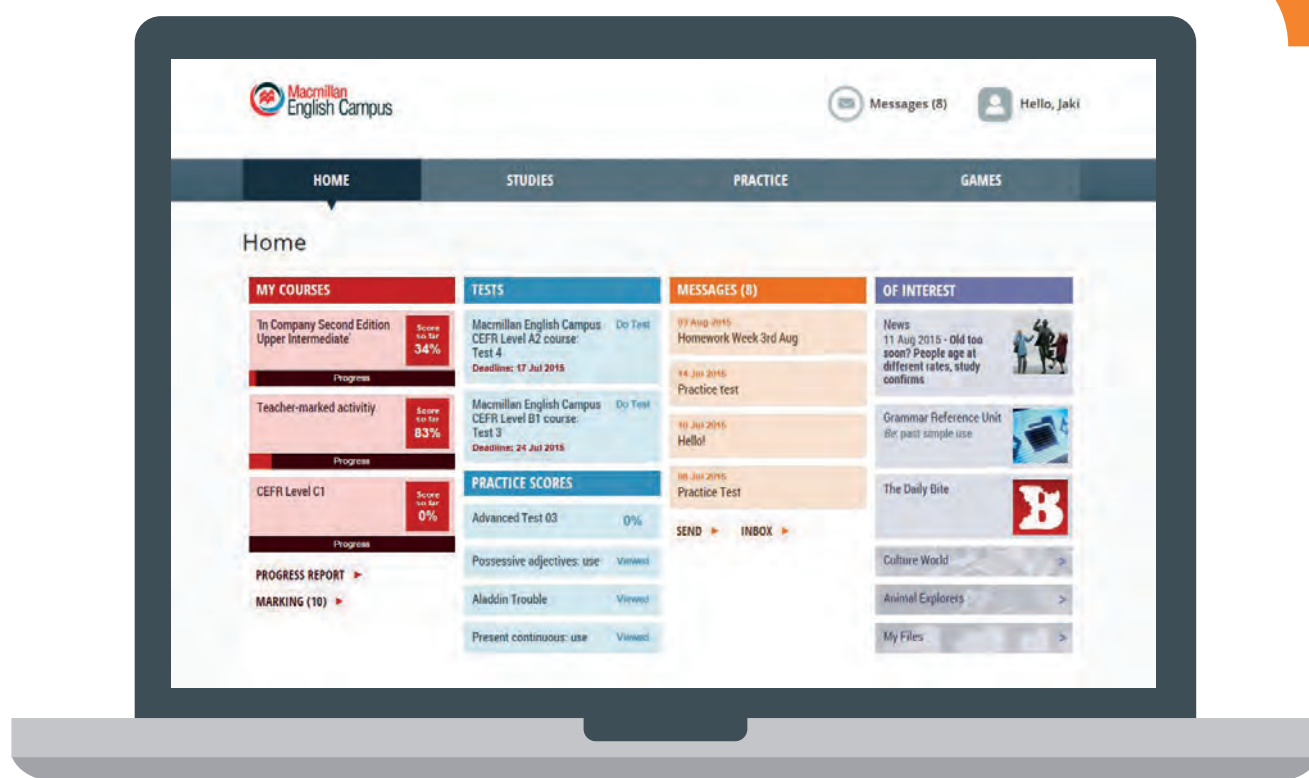 Macmillan
English Campus
Messages (8)
Hello, Jaki
HOME
STUDIES
PRACTICE
GAMES
Home
MY COURSES
'In Company Second Edition
Upper Intermediate'
Score
so far
34%
Progress
Teacher-marked activitiy
Score
so far
83%
Progress
CEFR Level C1
Score
so far
0%
Progress
PROGRESS REPORT
MARKING (10)
TESTS
Macmillan English Campus
CEFR Level A2 course:
Test 4
Deadline: 17 Jul 2015
Do Test
Macmillan English Campus
CEFR Level B1 course:
Test 3
Deadline: 24 Jul 2015
Do Test
PRACTICE SCORES
Advanced Test 03
0%
Possessive adjectives: use
Viewed
Aladdin Trouble
Viewed
Present continuous: use
Viewed
MESSAGES (8)
Aug 2015
Homework Week 3rd Aug
14 Jul 2015
Practice test
10 Jul 2015
Hello!
Jul 2015
Practice Test
SEND
INBOX
OF INTEREST
News
11 Aug 2015 - Old too
soon? People age at
different rates, study
confirms
Grammar Reference Unit
Be: past simple use
The Daily Bite
B
Culture World >
Animal Explorers >
My Files >